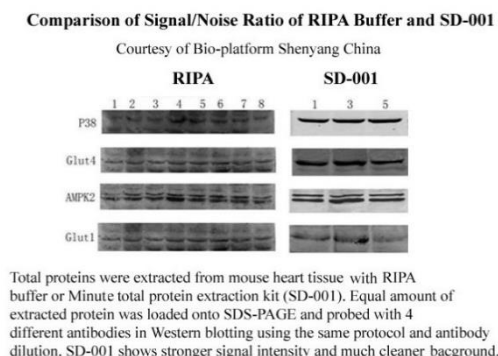 Comparison of Signal/Noise Ratio of RIPA Buffer and SD-001
Courtesy of Bio-platform Shenyang China
RIPA SD-001
1 2 3 4 5 6 7 8 1 3 5
P38
Glut4
AMPK2
Glut1
Total proteins were extracted from mouse heart tissue with RIPA
buffer or Minute total protein extraction kit (SD-001). Equal amount of
extracted protein was loaded onto SDS-PAGE and probed with 4
different antibodies in Western blotting using the same protocol and antibody
dilution. SD-001 shows stronger signal intensity and much cleaner bacground.